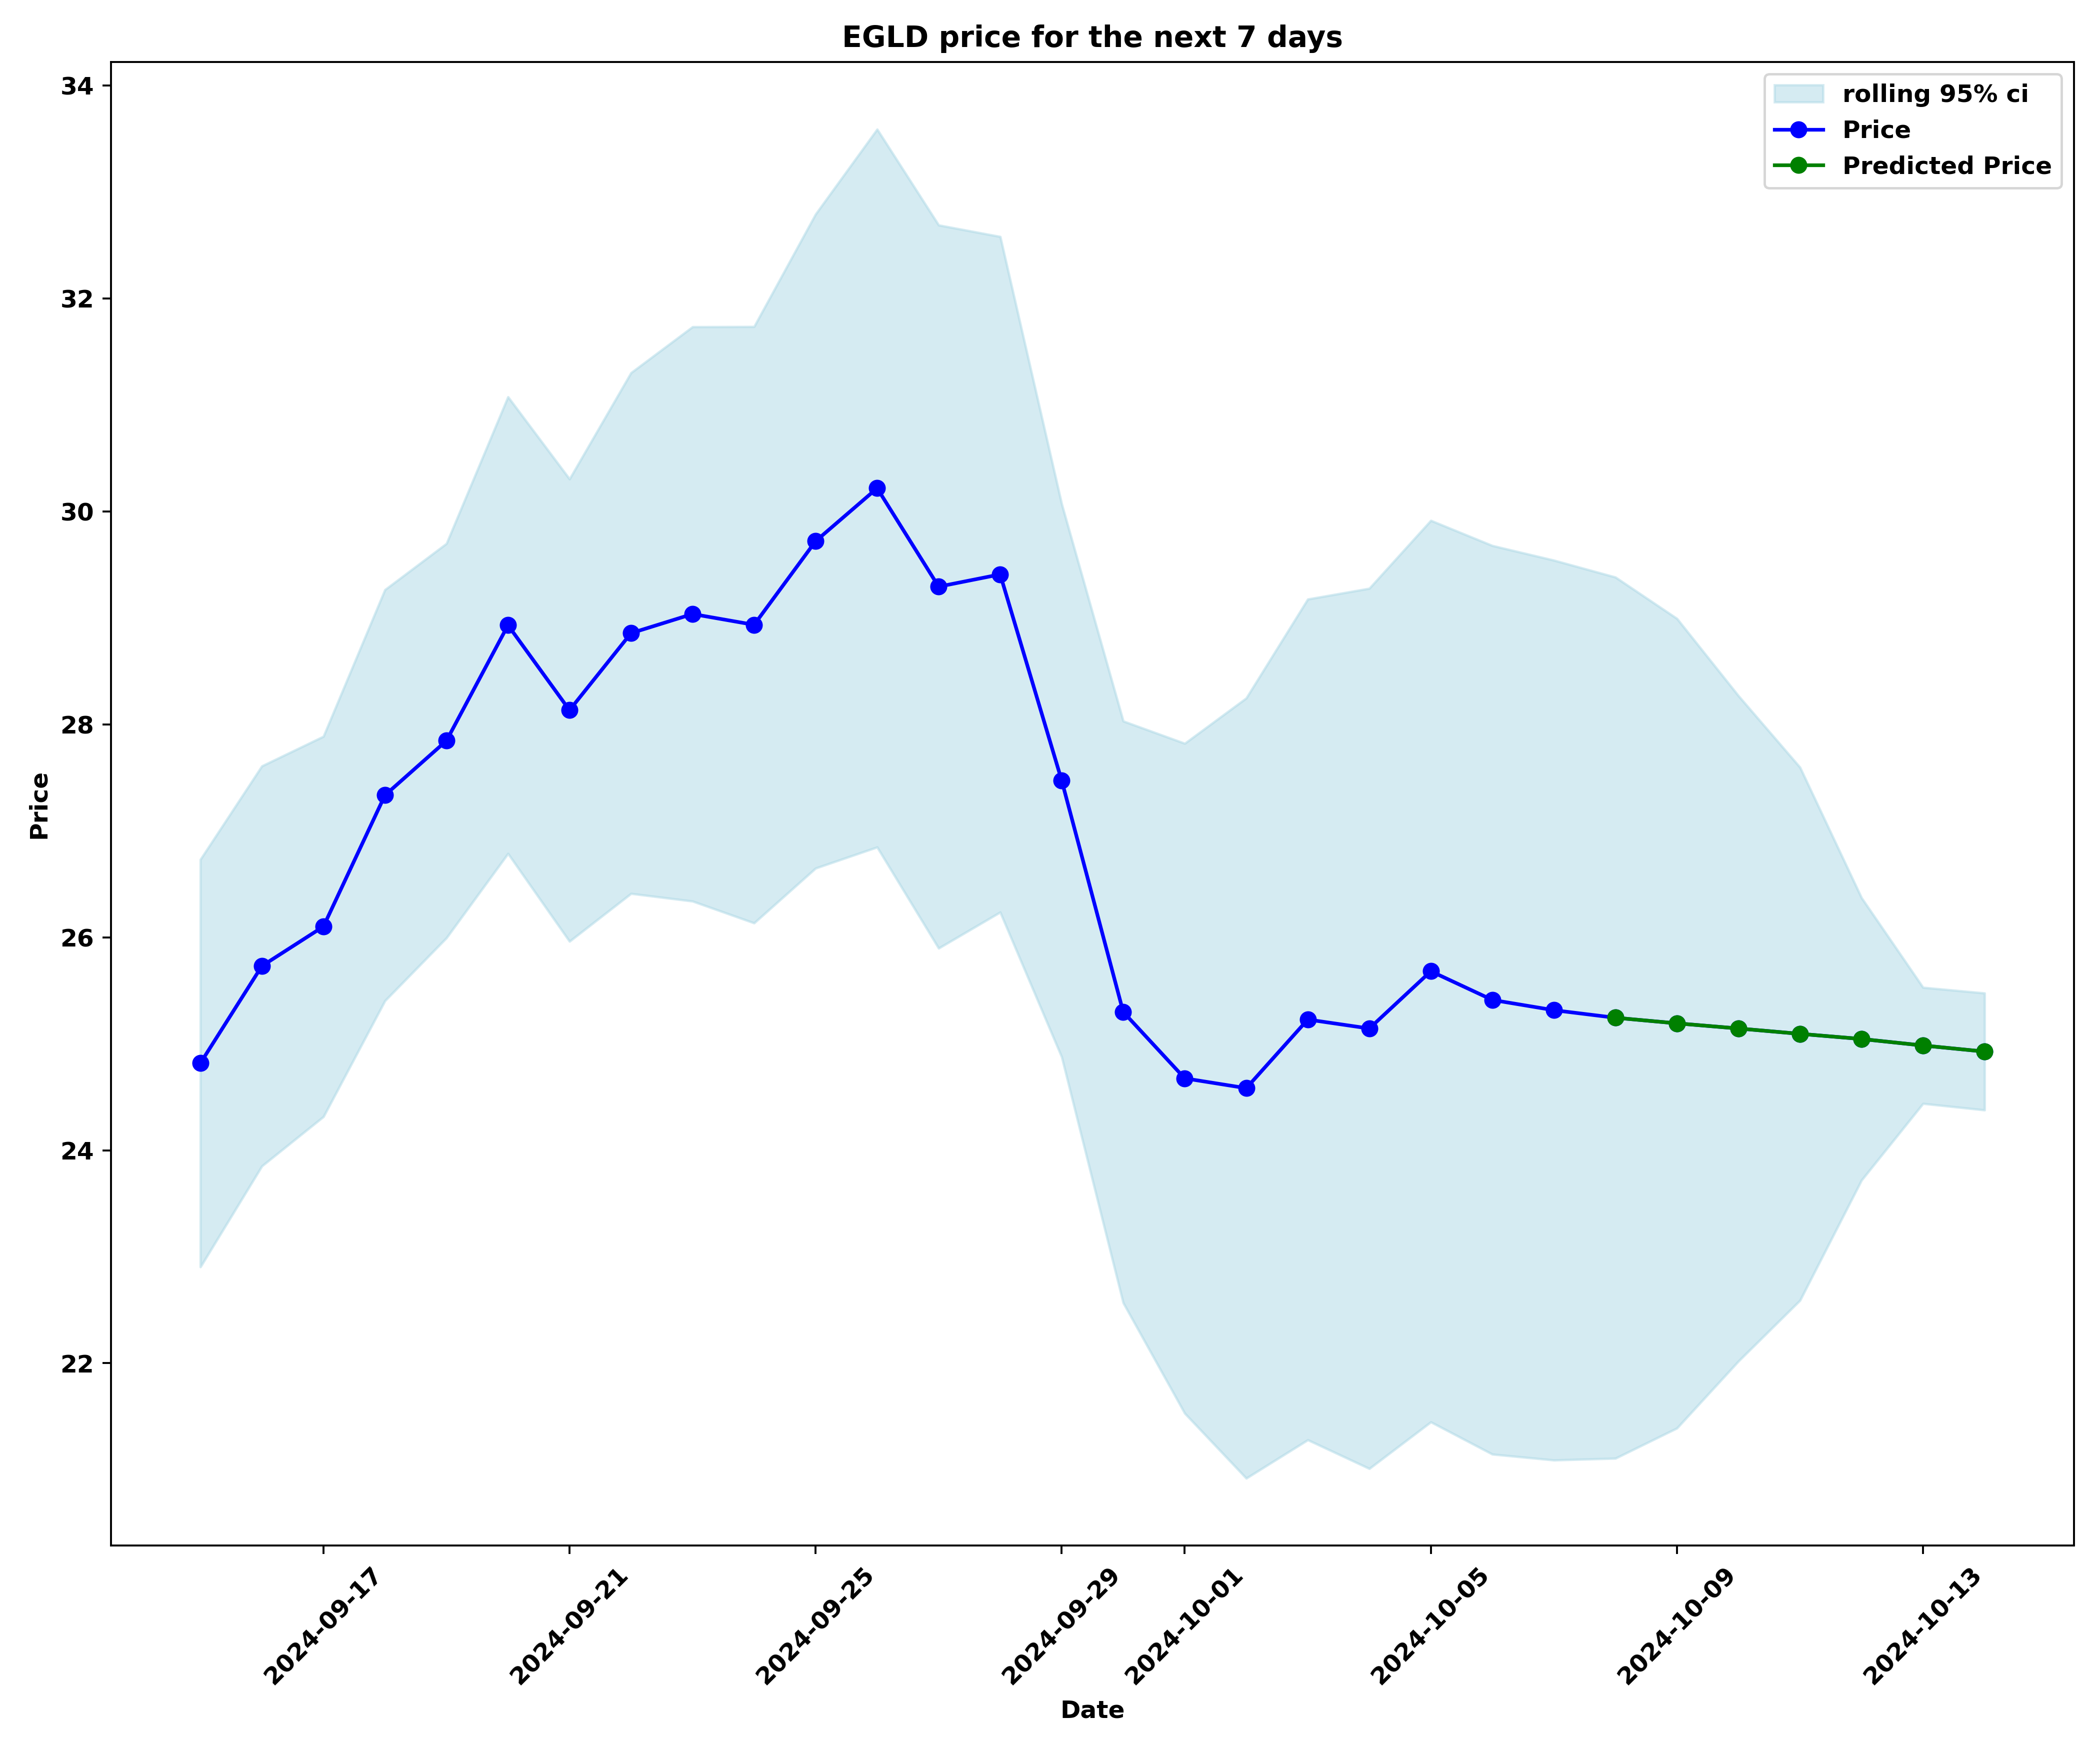 EGLD price for the next 7 days
rolling 95% ci
Price
Predicted Price
34
32
30
28
26
24
22
Price
2024-09-17
2024-09-21
2024-09-25
2024-09-29
2024-10-01
2024-10-05
2024-10-09
2024-10-13
Date